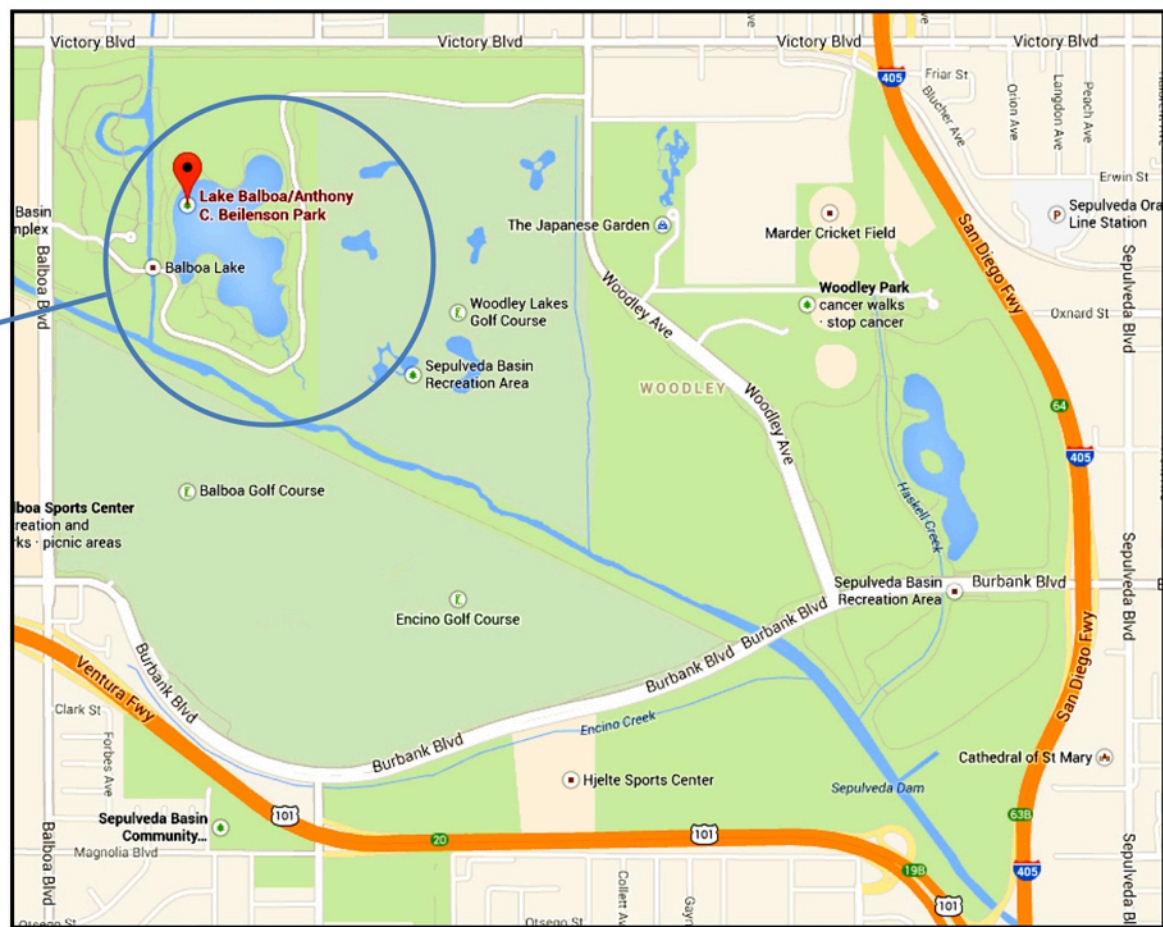 Victory Blvd
Victory Blvd
Victory Blvd
Victory Blvd
405
Friar St
Blucher Ave
Orion Ave
Langdon Ave
Peach Ave
Erwin St
Lake Balboa/Anthony
C. Beilenson Park
Basin
mplex
Balboa Blvd
Balboa Lake
The Japanese Garden
Marder Cricket Field
P
Sepulveda Ora
Line Station
San Diego Fwy
Sepulveda Blvd
Woodley Ave
Woodley Park
cancer walks
· stop cancer
Oxnard St
Woodley Lakes
Golf Course
Sepulveda Basin
Recreation Area
WOODLEY
Woodley Ave
64
405
Balboa Golf Course
lboa Sports Center
reation and
rks · picnic areas
Haskell Creek
Sepulveda Blvd
Sepulveda Basin
Recreation Area
Burbank Blvd
E
Encino Golf Course
Burbank Blvd
Burbank Blvd
Burbank Blvd
Burbank Blvd
Ventura Fwy
San Diego Fwy
Clark St
Forbes Ave
Encino Creek
Hjelte Sports Center
Cathedral of St Mary
Sepulveda Dam
101
Sepulveda Basin
Community...
20
101
63B
Magnolia Blvd
Balboa Blvd
19B
405
Sepulveda Blvd
101
Collett Av
Gayn
Otsego St
Otsego St